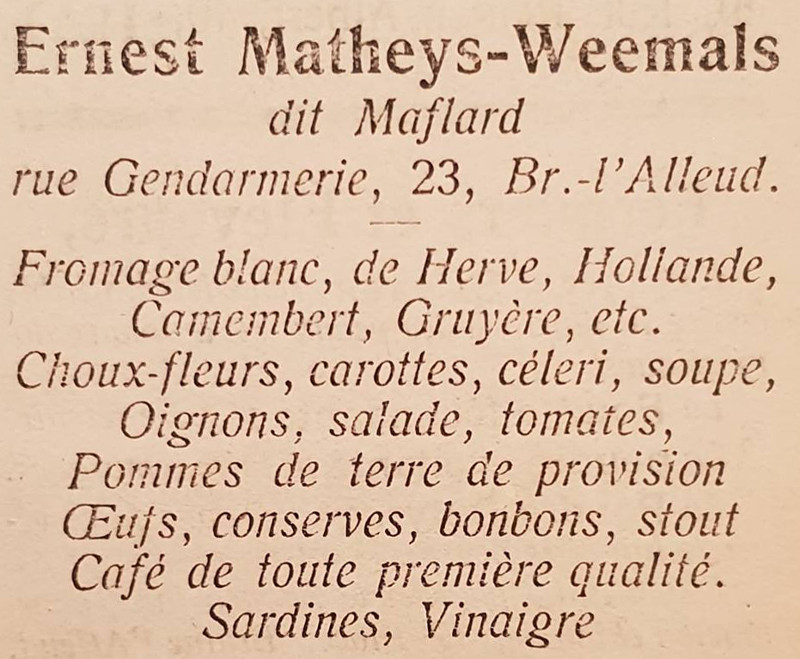 Ernest Matheys-Weemals
dit Maflard
rue Gendarmerie, 23, Br.-l'Alleud.
Fromage blanc, de Herve, Hollande,
Camembert, Gruyère, etc.
Choux-fleurs, carottes, céleri, soupe,
Oignons, salade, tomates,
Pommes de terre de provision
Œufs, conserves, bonbons, stout
Café de toute première qualité.
Sardines, Vinaigre